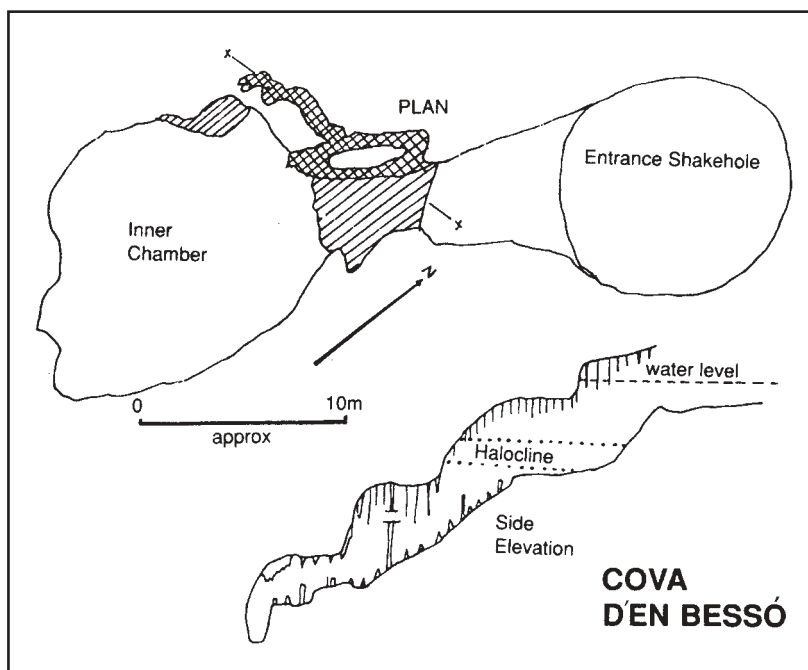 x
PLAN
Entrance Shakehole
Inner
Chamber
x
N
0 10m
approx
water level
Halocline
Side
Elevation
COVA
D'EN BESSÓ